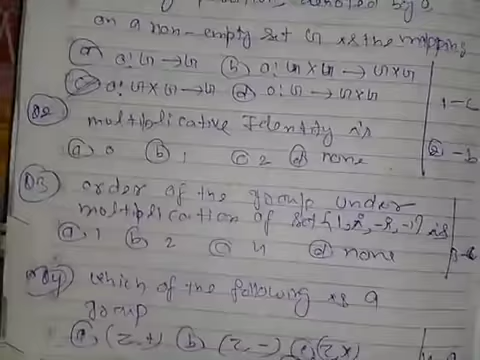 denoted by o,
on a non-empty set G is the mapping
(a) o: G → G (b) o: G × G → G × G
(c) o: G × G → G (d) o: G → G × G
1-c
Q2 multiplicative Identity is
(a) 0 (b) 1 (c) 2 (d) none
2 - b
Q3 order of the group under
multiplication of set {1, i, -i, -1} is
(a) 1 (b) 2 (c) 4 (d) none
3-c
Q4 which of the following is a
group
(a) (Z, +) (b) (Z, -) (c) (Z, ×)